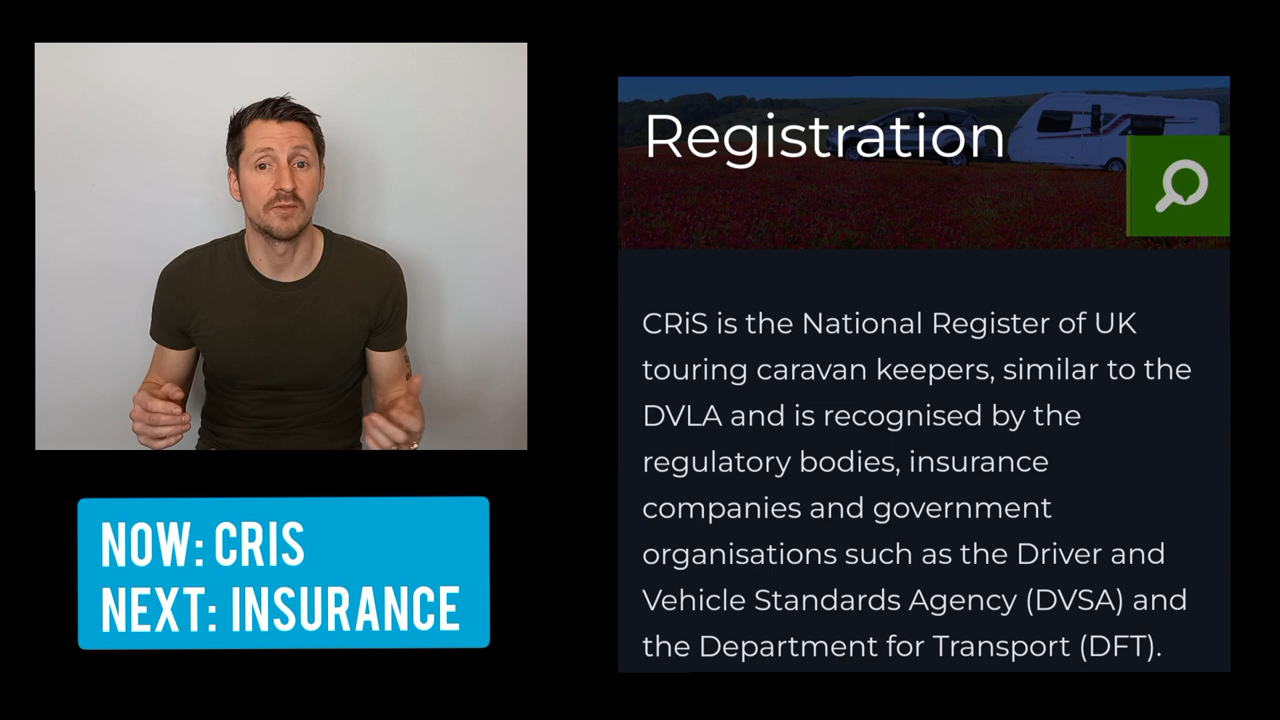 Registration
CRiS is the National Register of UK
touring caravan keepers, similar to the
DVLA and is recognised by the
regulatory bodies, insurance
companies and government
organisations such as the Driver and
Vehicle Standards Agency (DVSA) and
the Department for Transport (DFT).
NOW: CRIS
NEXT: INSURANCE